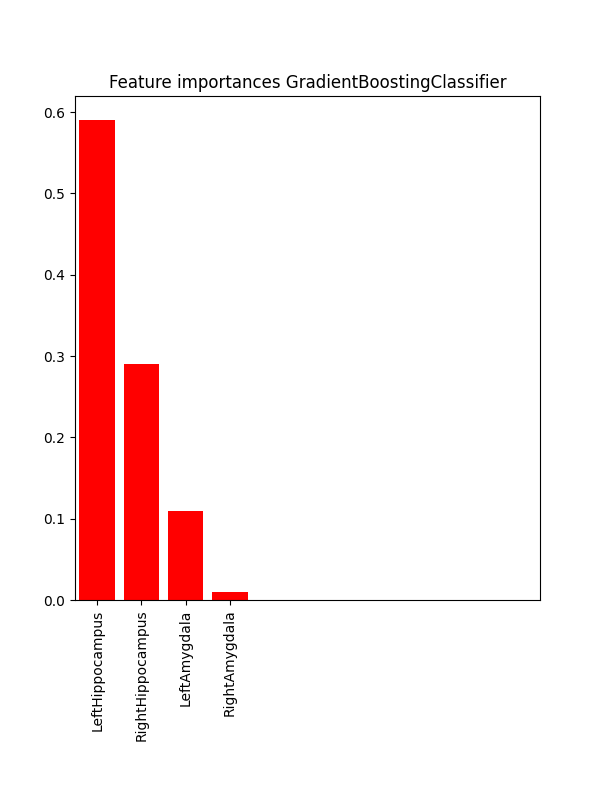 Feature importances GradientBoostingClassifier
0.6
0.5
0.4
0.3
0.2
0.1
0.0
LeftHippocampus
RightHippocampus
LeftAmygdala
RightAmygdala